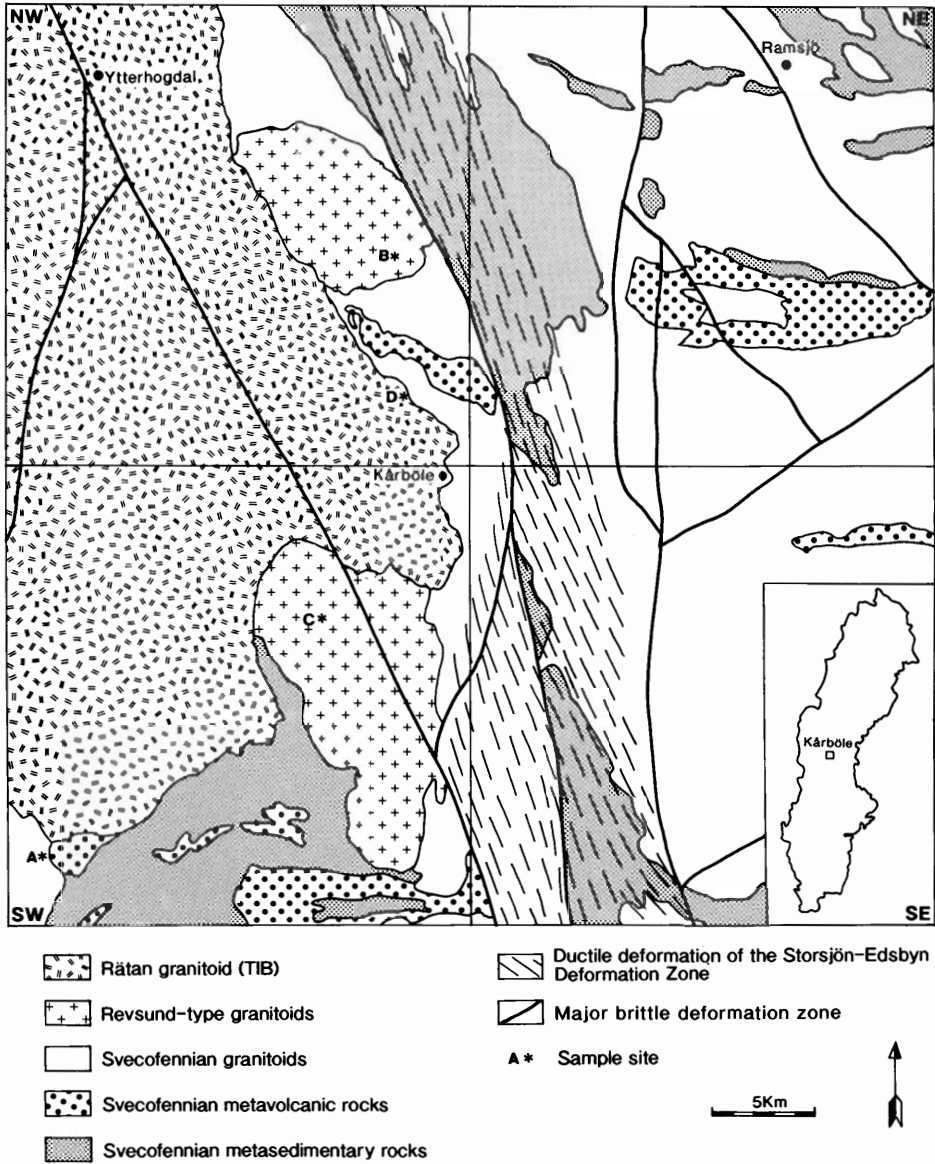 NW
NE
Ramsjö
Ytterhogdal
B*
D*
Kårböle
C*
Kårböle
A*
SW
SE
Rätan granitoid (TIB)
Revsund-type granitoids
Svecofennian granitoids
Svecofennian metavolcanic rocks
Svecofennian metasedimentary rocks
Ductile deformation of the Storsjön-Edsbyn
Deformation Zone
Major brittle deformation zone
A* Sample site
5Km